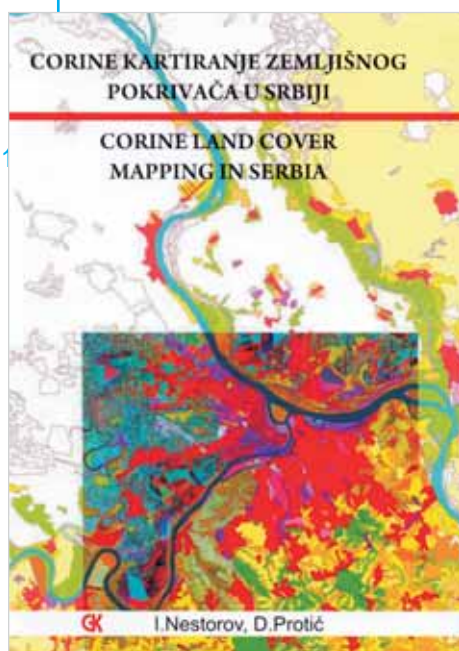 CORINE KARTIRANJE ZEMLJIŠNOG
POKRIVAČA U SRBIJI
CORINE LAND COVER
MAPPING IN SERBIA
GK I.Nestorov, D.Protić